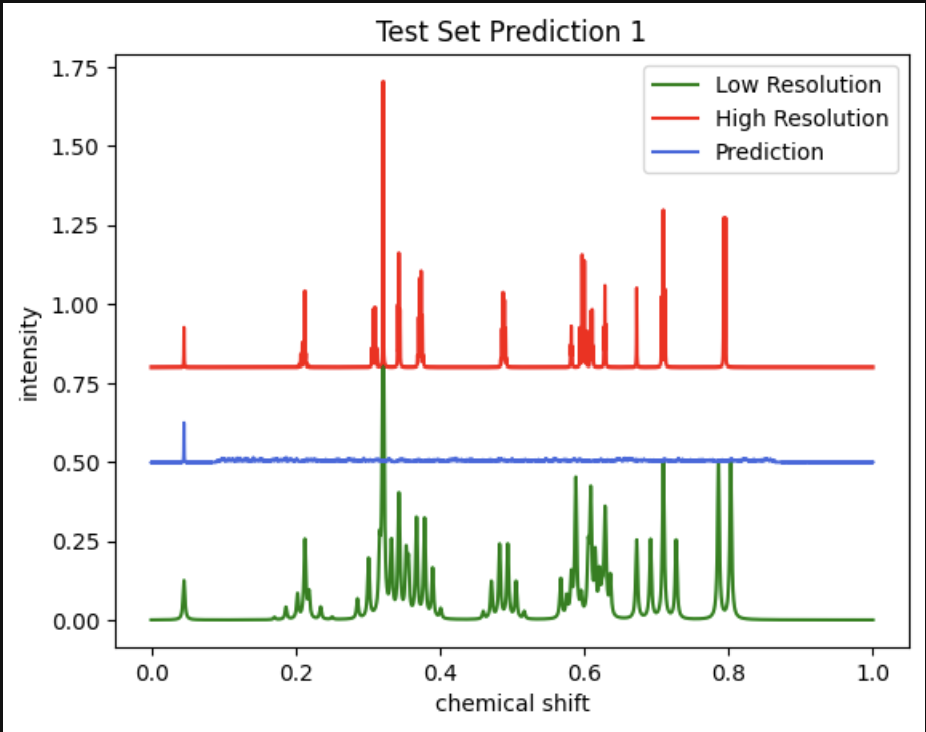 Test Set Prediction 1
Low Resolution
High Resolution
Prediction
1.75
1.50
1.25
1.00
0.75
0.50
0.25
0.00
intensity
0.0 0.2 0.4 0.6 0.8 1.0
chemical shift